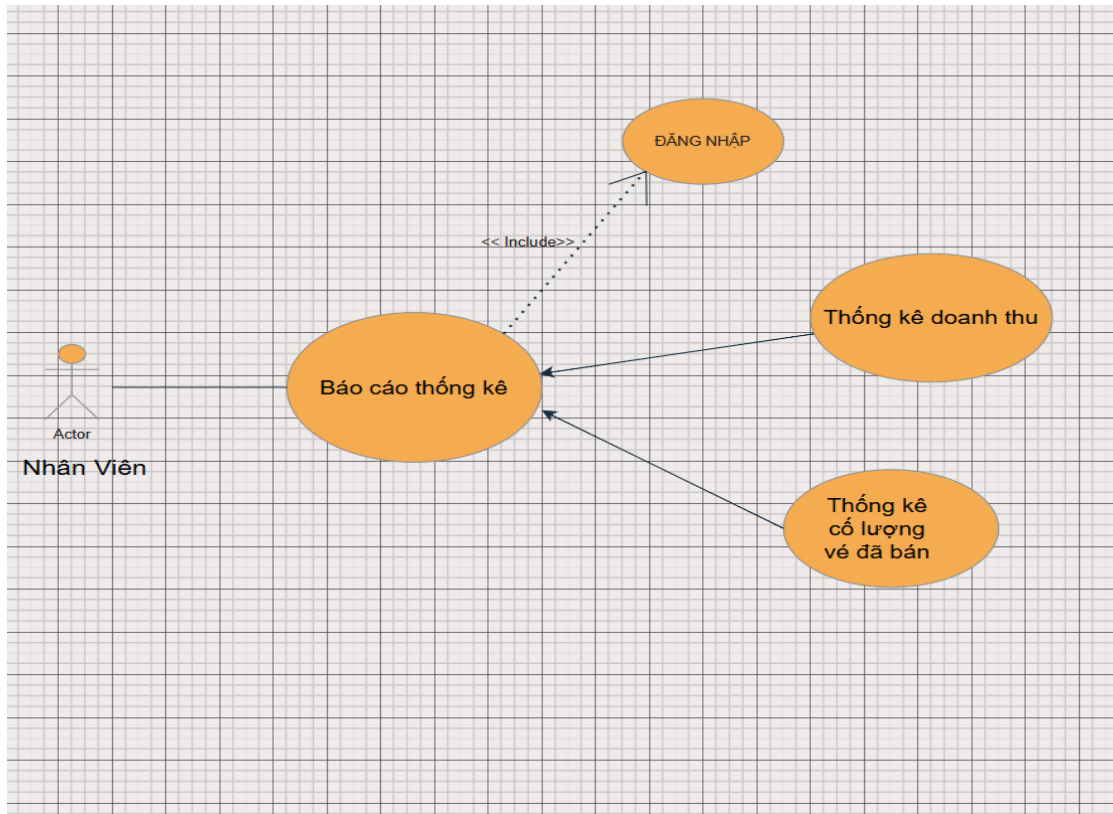 ĐĂNG NHẬP
<< Include>>
Thống kê doanh thu
Báo cáo thống kê
Actor
Nhân Viên
Thống kê
cố lượng
vé đã bán